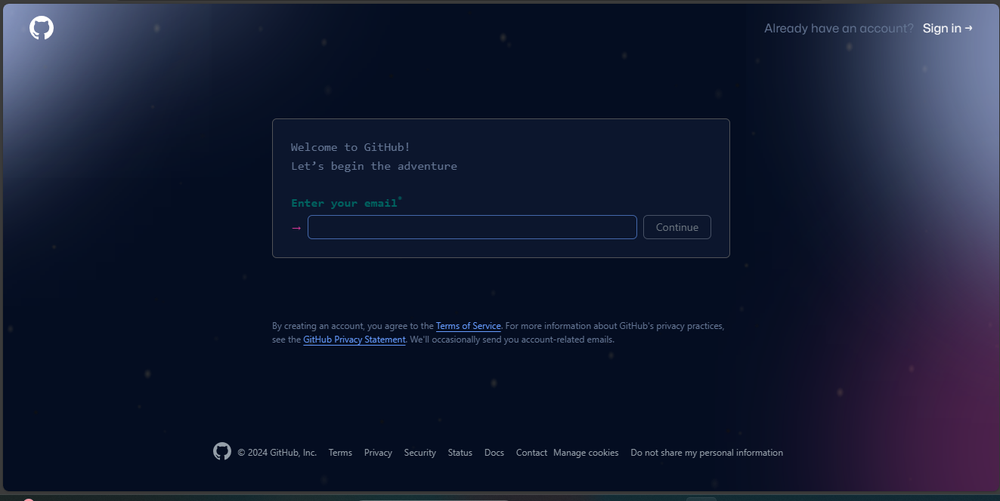 Already have an account? Sign in →
Welcome to GitHub!
Let’s begin the adventure
Enter your email*
→
Continue
By creating an account, you agree to the Terms of Service. For more information about GitHub's privacy practices,
see the GitHub Privacy Statement. We'll occasionally send you account-related emails.
© 2024 GitHub, Inc. Terms Privacy Security Status Docs Contact Manage cookies Do not share my personal information